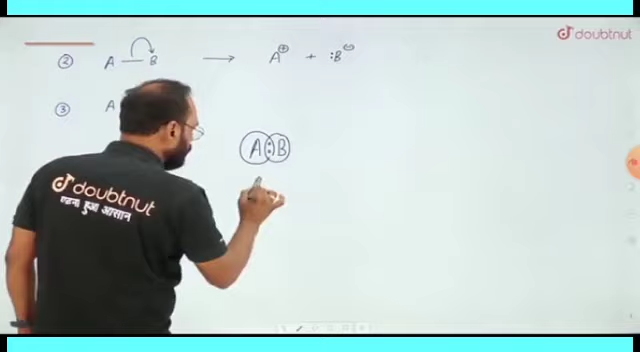 doubtnut
② A — B → A⊕ + :B⊖
③ A
A : B
doubtnut
पढ़ना हुआ आसान